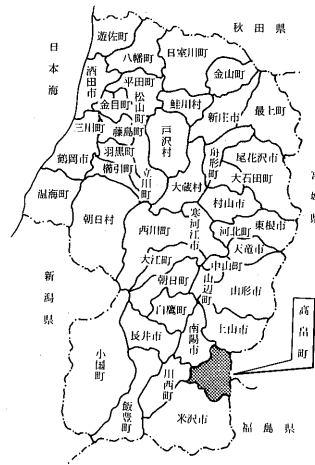 秋田県
日本海
遊佐町
八幡町
日室川町
金山町
酒田市
平田町
松山町
金目町
鮭川村
新庄市
最上町
三川町
藤島町
戸沢村
舟形町
尾花沢市
鶴岡市
羽黒町
櫛引町
立川町
大蔵村
大石田町
宮城県
温海町
朝日村
村山市
西川町
寒河江市
河北町
東根市
天竜市
大江町
中山町
新潟県
朝日町
山辺町
山形市
白鷹町
南陽市
上山市
高畠町
長井市
小国町
川西町
飯豊町
米沢市
福島県